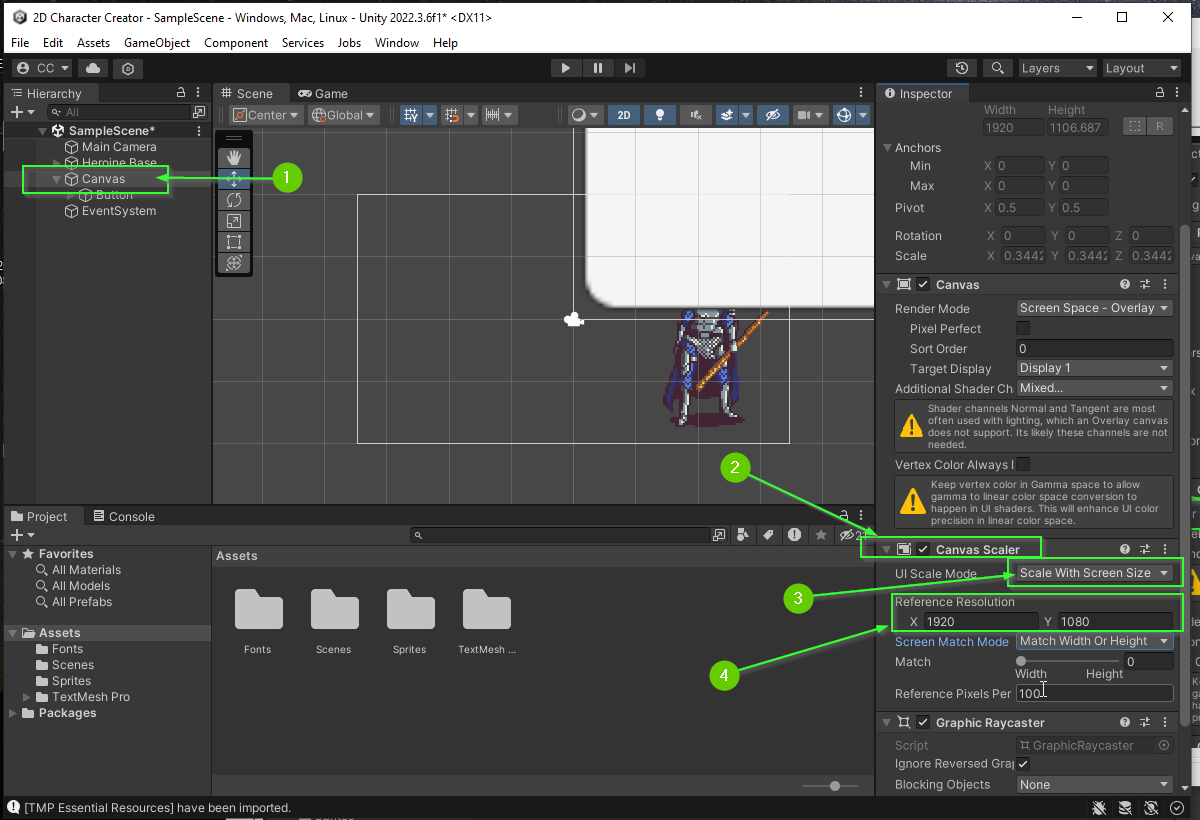 2D Character Creator - SampleScene - Windows, Mac, Linux - Unity 2022.3.6f1* <DX11>
File Edit Assets GameObject Component Services Jobs Window Help
CC Layers Layout
Hierarchy
All
SampleScene*
Main Camera
Heroine Base
Canvas
Button
EventSystem
1
Scene Game
Center Global 2D
2
3
4
Project Console
Favorites
All Materials
All Models
All Prefabs
Assets
Fonts
Scenes
Sprites
TextMesh Pro
Packages
Assets
Fonts Scenes Sprites TextMesh ...
Inspector
Width Height
1920 1106.687
R
Anchors
Min X 0 Y 0
Max X 0 Y 0
Pivot X 0.5 Y 0.5
Rotation X 0 Y 0 Z 0
Scale X 0.3442 Y 0.3442 Z 0.3442
Canvas
Render Mode Screen Space - Overlay
Pixel Perfect
Sort Order 0
Target Display Display 1
Additional Shader Ch Mixed...
Shader channels Normal and Tangent are most
often used with lighting, which an Overlay canvas
does not support. Its likely these channels are not
needed.
Vertex Color Always I
Keep vertex color in Gamma space to allow
gamma to linear color space conversion to
happen in UI shaders. This will enhance UI color
precision in linear color space.
Canvas Scaler
UI Scale Mode Scale With Screen Size
Reference Resolution
X 1920 Y 1080
Screen Match Mode Match Width Or Height
Match 0
Width Height
Reference Pixels Per 100
Graphic Raycaster
Script GraphicRaycaster
Ignore Reversed Grap
Blocking Objects None
[TMP Essential Resources] have been imported.